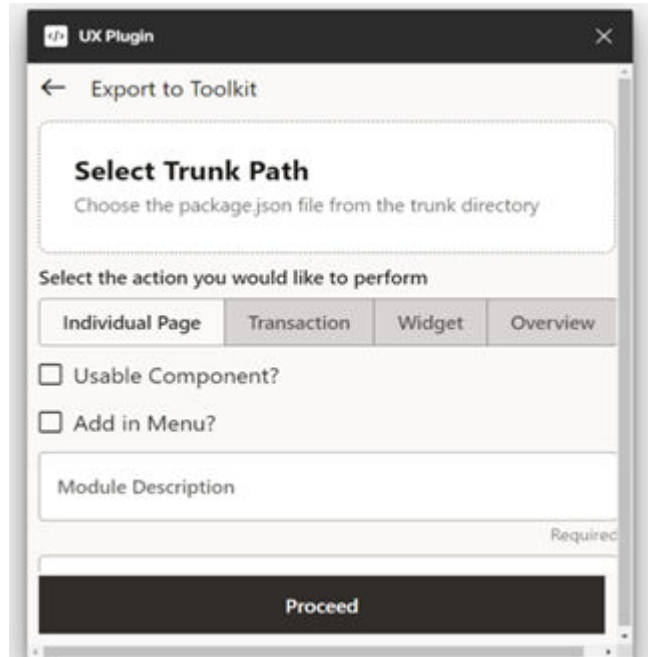 </> UX Plugin
← Export to Toolkit
Select Trunk Path
Choose the package.json file from the trunk directory
Select the action you would like to perform
Individual Page Transaction Widget Overview
Usable Component?
Add in Menu?
Module Description
Required
Proceed